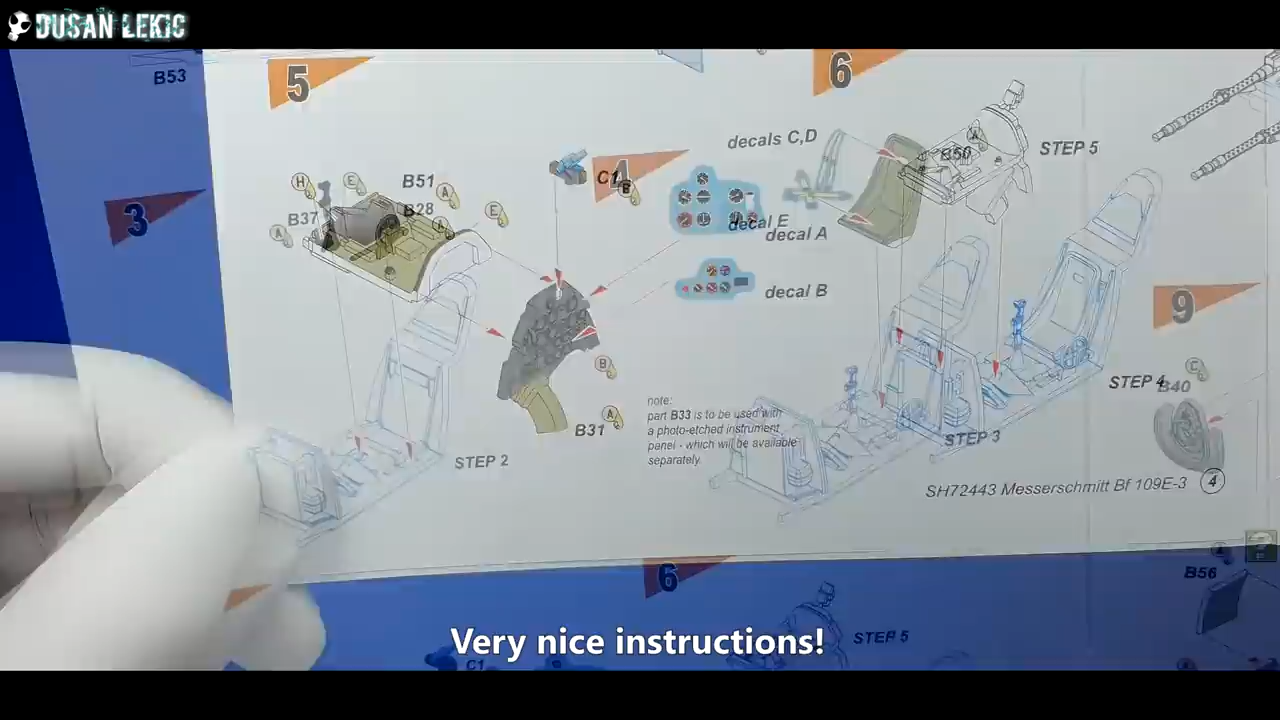 DUSAN LEKIC
B53
5
6
decals C,D
B50
STEP 5
A
C1
4
B
H
E
B51
A
3
B37
B28
A
E
A
decal E
decal A
decal B
9
B
C
STEP 4
B40
note:
part B33 is to be used with
a photo-etched instrument
panel - which will be available
separately.
A
B31
STEP 2
STEP 3
SH72443 Messerschmitt Bf 109E-3
4
6
B56
STEP 5
C1
Very nice instructions!